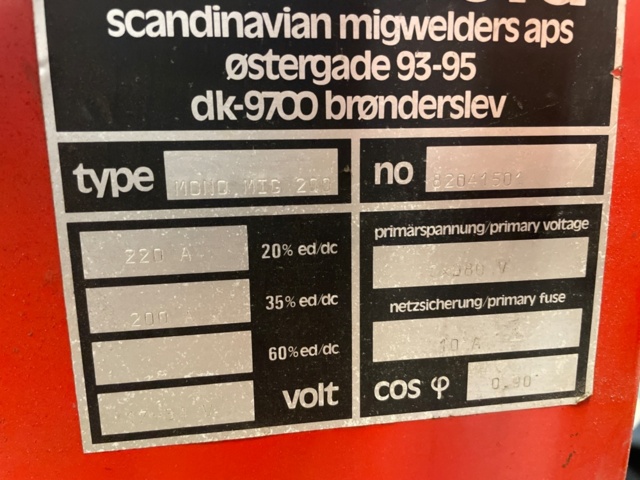 scandinavian migwelders aps
østergade 93-95
dk-9700 brønderslev
type MONO MIG 200
no
220 A 20% ed/dc
200 35% ed/dc
60% ed/dc
volt
primärspannung/primary voltage
380 V
netzsicherung/primary fuse
10 A
cos φ 0.90